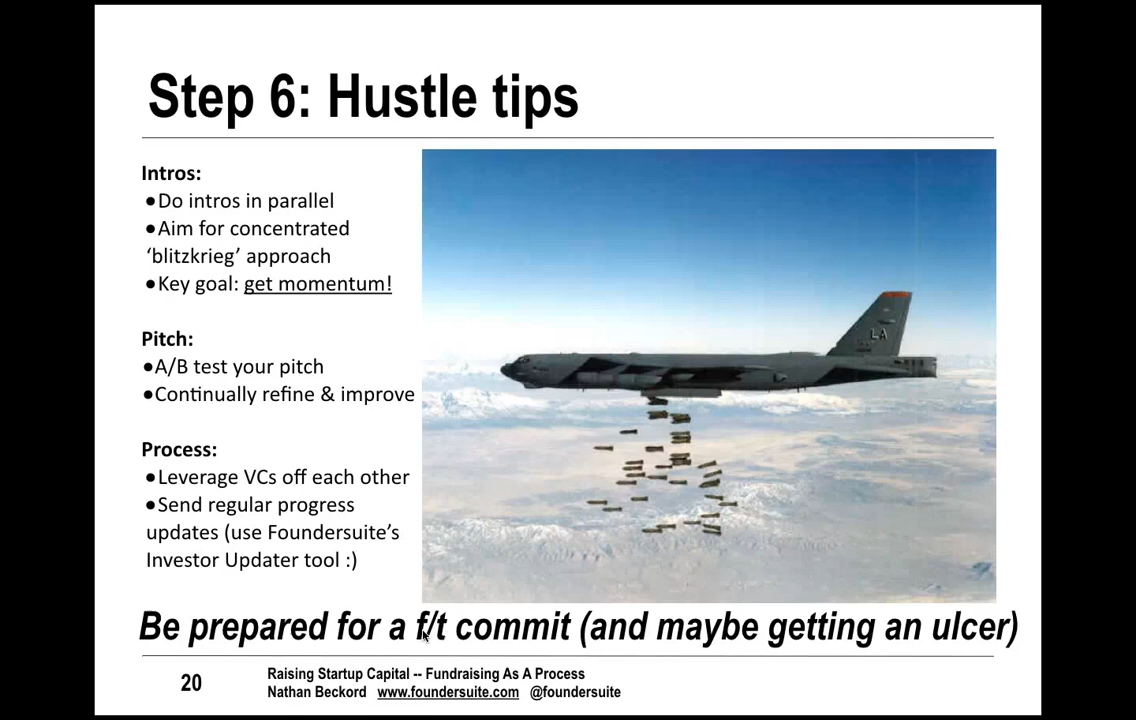 Step 6: Hustle tips
Intros:
●Do intros in parallel
●Aim for concentrated
‘blitzkrieg’ approach
●Key goal: get momentum!
Pitch:
●A/B test your pitch
●Continually refine & improve
Process:
●Leverage VCs off each other
●Send regular progress
updates (use Foundersuite’s
Investor Updater tool :)
LA
Be prepared for a f/t commit (and maybe getting an ulcer)
20
Raising Startup Capital -- Fundraising As A Process
Nathan Beckord www.foundersuite.com @foundersuite